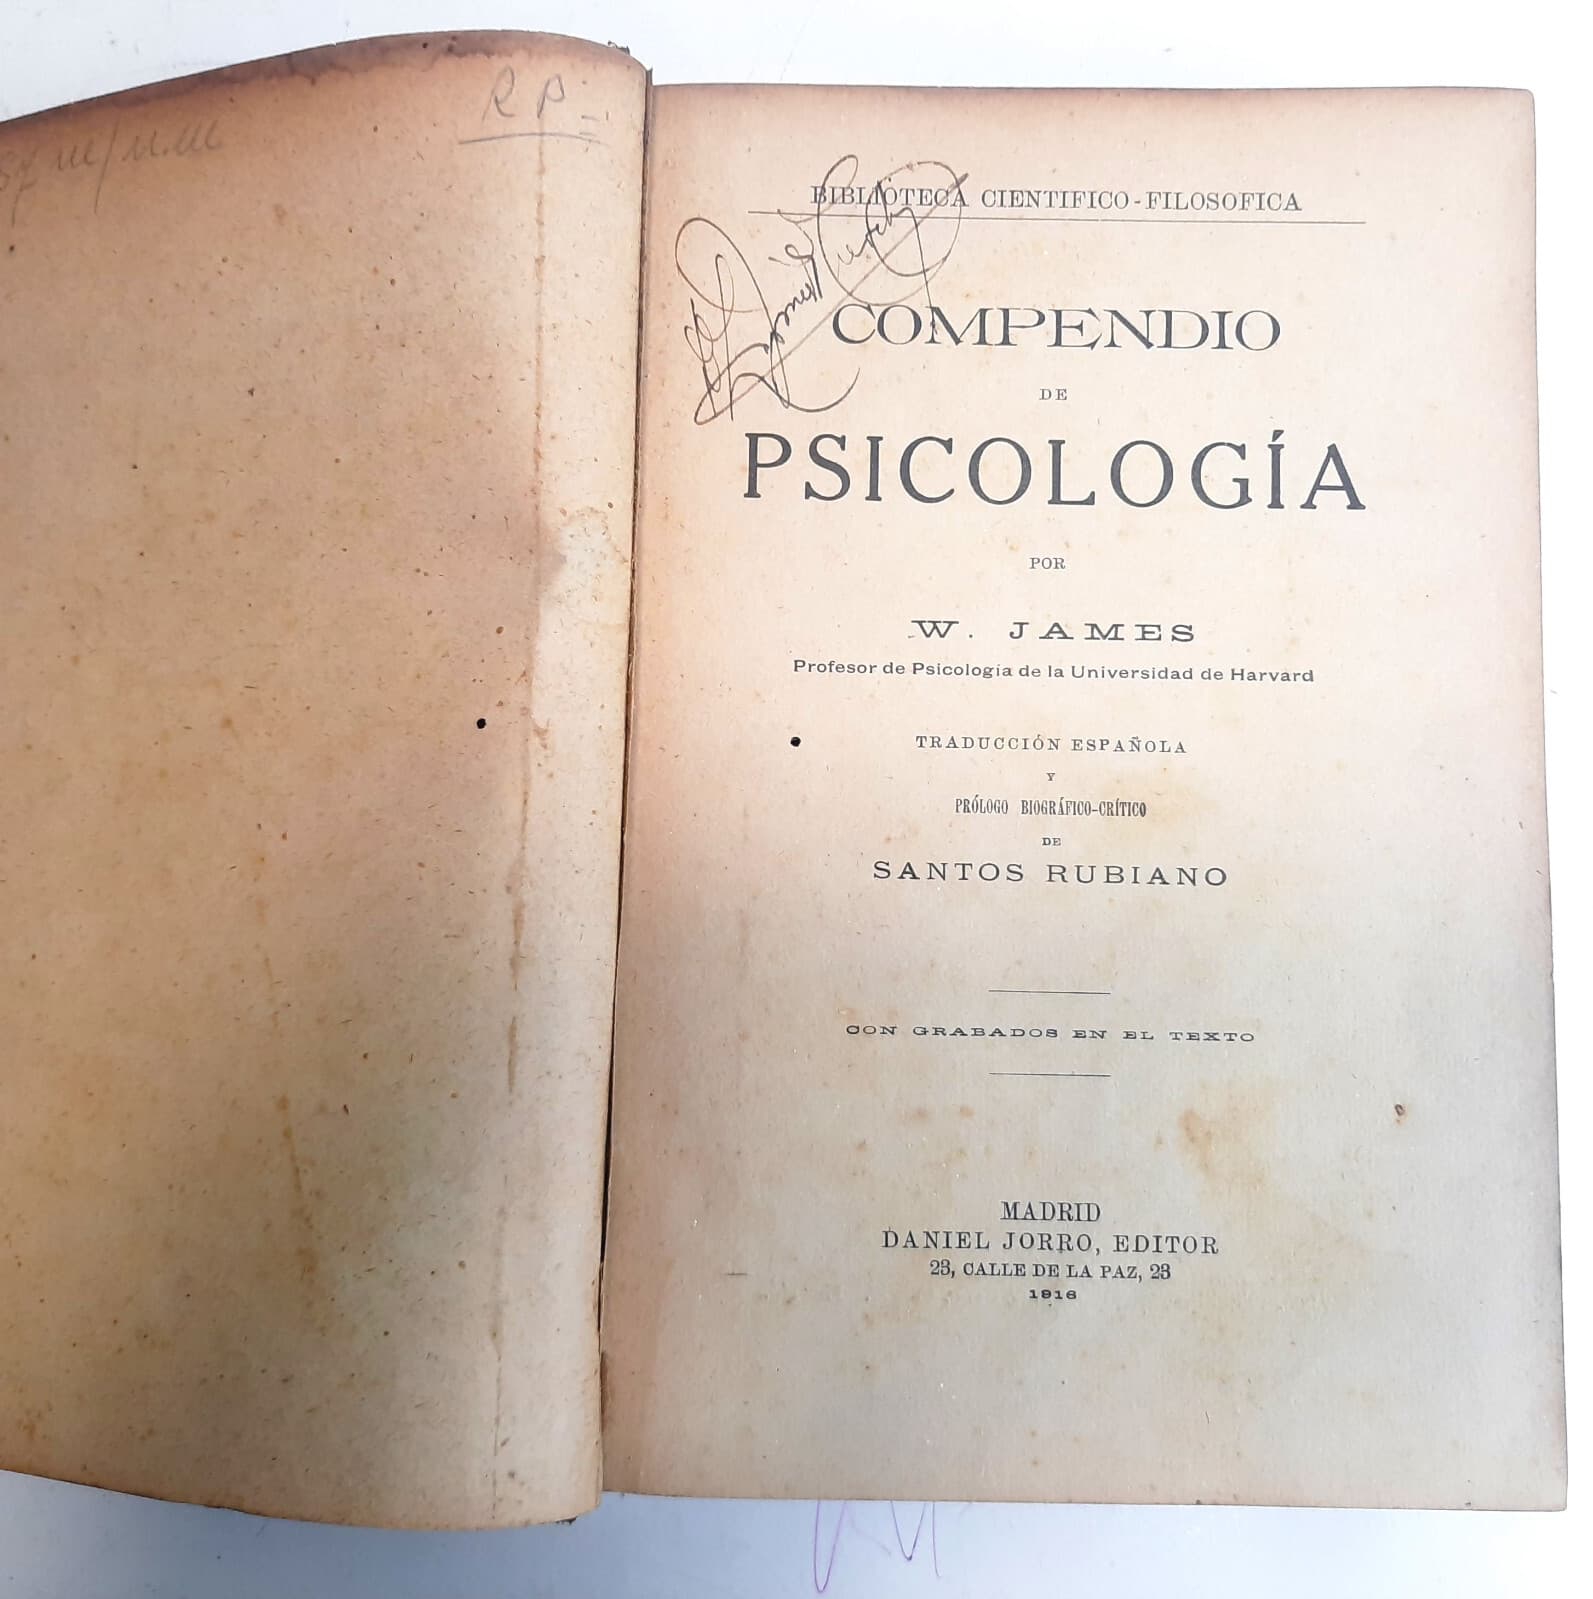 R P.
BIBLIOTECA CIENTIFICO-FILOSOFICA
COMPENDIO
DE
PSICOLOGÍA
POR
W. JAMES
Profesor de Psicología de la Universidad de Harvard
TRADUCCIÓN ESPAÑOLA
Y
PRÓLOGO BIOGRÁFICO-CRÍTICO
DE
SANTOS RUBIANO
CON GRABADOS EN EL TEXTO
MADRID
DANIEL JORRO, EDITOR
23, CALLE DE LA PAZ, 23
1916